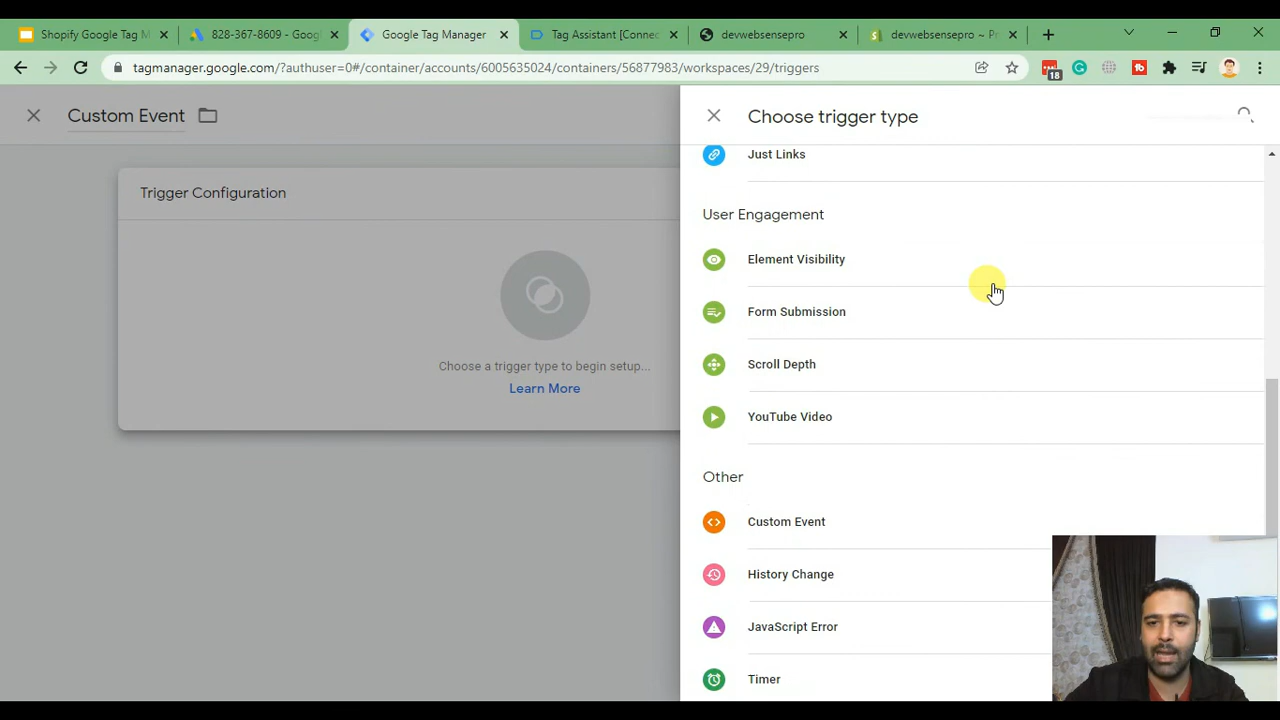 Shopify Google Tag M
828-367-8609 - Goog
Google Tag Manager
Tag Assistant [Connec
devwebsensepro
devwebsensepro ~ Pr
tagmanager.google.com/?authuser=0#/container/accounts/6005635024/containers/56877983/workspaces/29/triggers
18
Custom Event
Choose trigger type
Trigger Configuration
Choose a trigger type to begin setup...
Learn More
Just Links
User Engagement
Element Visibility
Form Submission
Scroll Depth
YouTube Video
Other
Custom Event
History Change
JavaScript Error
Timer